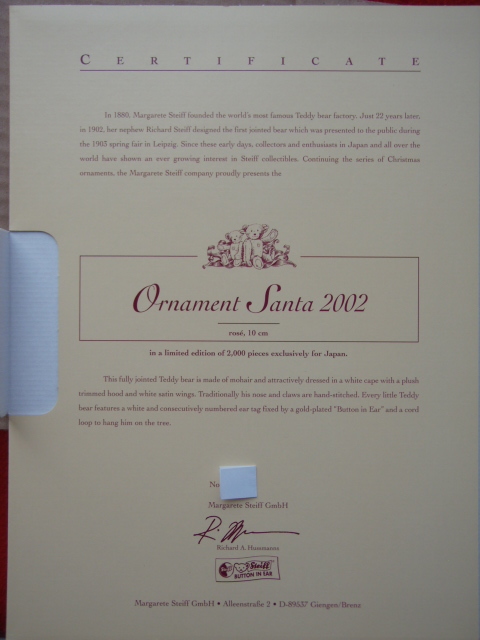 CERTIFICATE
In 1880, Margarete Steiff founded the world's most famous Teddy bear factory. Just 22 years later,
in 1902, her nephew Richard Steiff designed the first jointed bear which was presented to the public during
the 1903 spring fair in Leipzig. Since these early days, collectors and enthusiasts in Japan and all over the
world have shown an ever growing interest in Steiff collectibles. Continuing the series of Christmas
ornaments, the Margarete Steiff company proudly presents the
Ornament Santa 2002
rosé, 10 cm
in a limited edition of 2,000 pieces exclusively for Japan.
This fully jointed Teddy bear is made of mohair and attractively dressed in a white cape with a plush
trimmed hood and white satin wings. Traditionally his nose and claws are hand-stitched. Every little Teddy
bear features a white and consecutively numbered ear tag fixed by a gold-plated "Button in Ear" and a cord
loop to hang him on the tree.
No
Margarete Steiff GmbH
Richard A. Hussmanns
Steiff
BUTTON IN EAR
Margarete Steiff GmbH • Alleenstraße 2 • D-89537 Giengen/Brenz